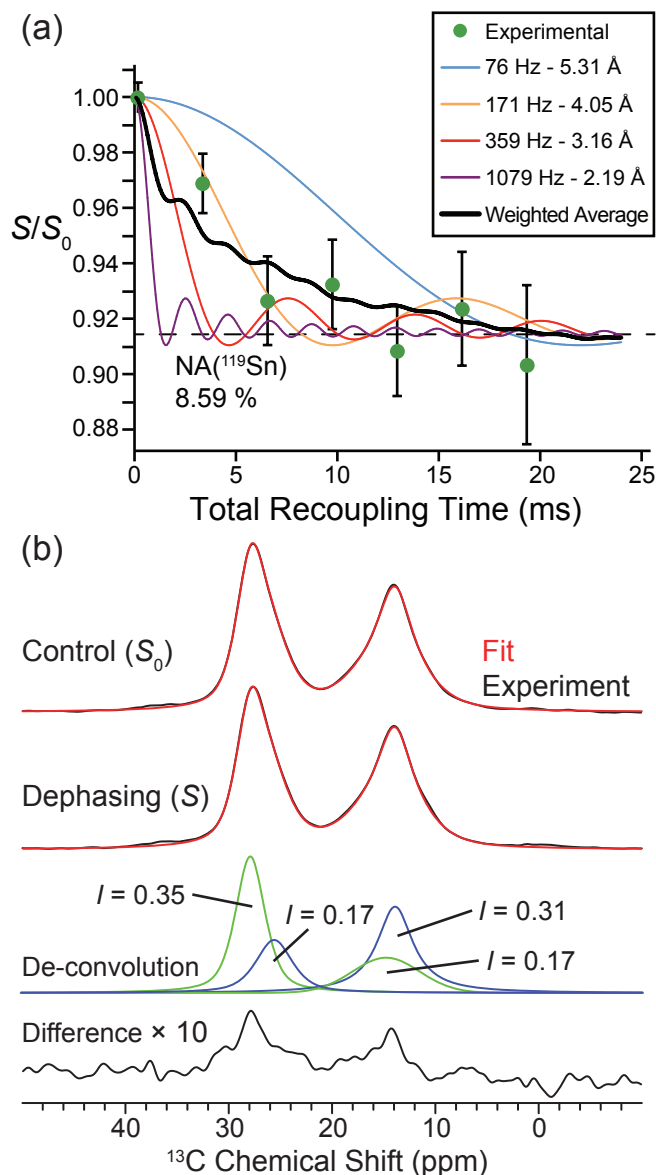 (a)
Experimental
76 Hz - 5.31 Å
171 Hz - 4.05 Å
359 Hz - 3.16 Å
1079 Hz - 2.19 Å
Weighted Average
1.00
0.98
0.96
0.94
0.92
0.90
0.88
S/S₀
NA(¹¹⁹Sn)
8.59 %
0 5 10 15 20 25
Total Recoupling Time (ms)
(b)
Control (S₀)
Fit
Experiment
Dephasing (S)
I = 0.35
I = 0.17
I = 0.31
I = 0.17
De-convolution
Difference × 10
40 30 20 10 0
¹³C Chemical Shift (ppm)